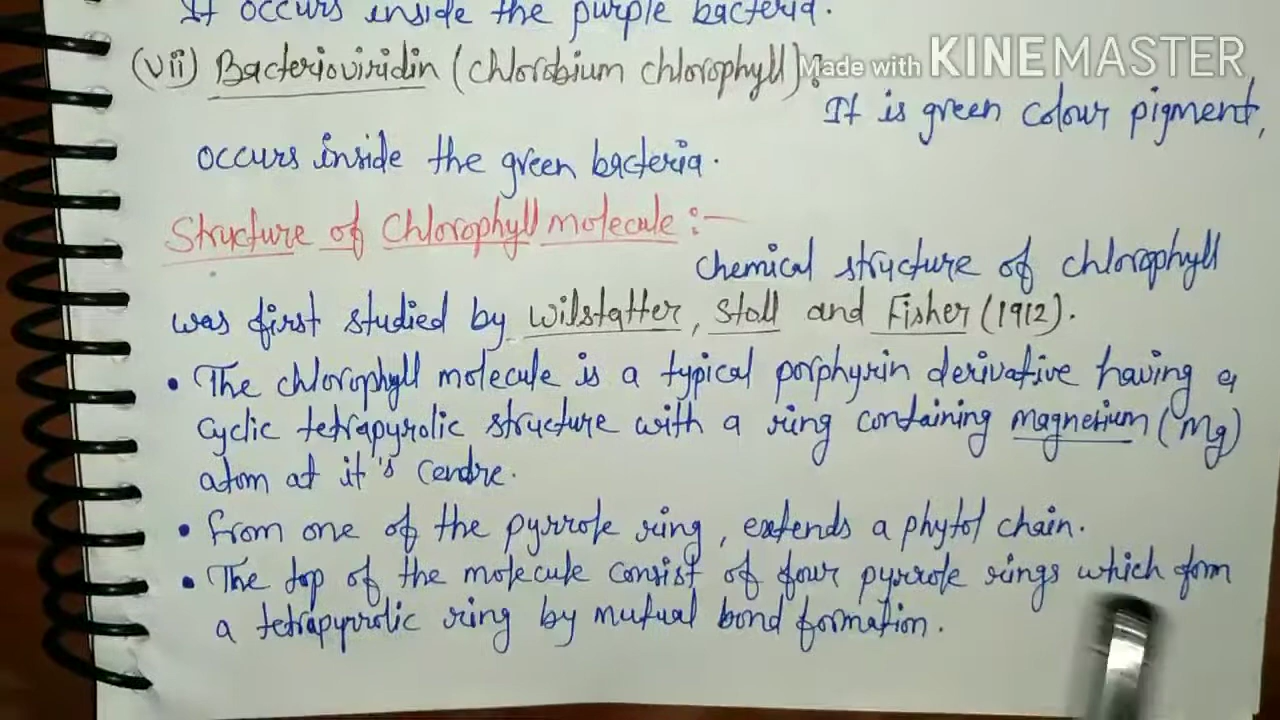 It occurs inside the purple bacteria.
(vii) Bacterioviridin (chlorobium chlorophyll):
Made with KINEMASTER
It is green colour pigment,
occurs inside the green bacteria.
Structure of Chlorophyll molecule :-
chemical structure of chlorophyll
was first studied by Wilstatter, Stoll and Fisher (1912).
• The chlorophyll molecule is a typical porphyrin derivative having a
cyclic tetrapyrolic structure with a ring containing magnesium (Mg)
atom at it's centre.
• from one of the pyrrole ring, extends a phytol chain.
• The top of the molecule consist of four pyrrole rings which form
a tetrapyrrolic ring by mutual bond formation.